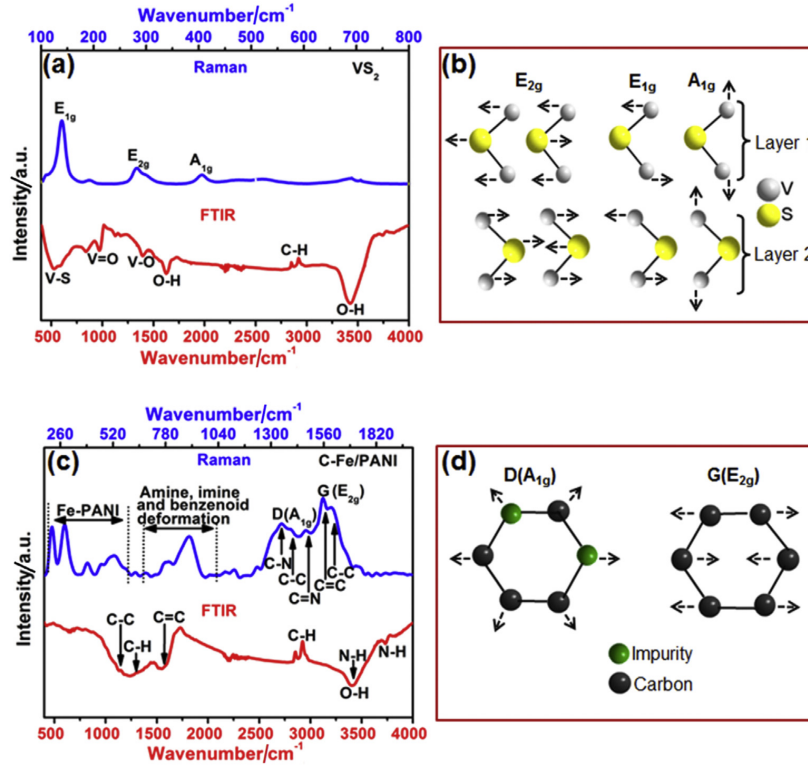 Wavenumber/cm-1
100 200 300 400 500 600 700 800
(a)
Raman
VS2
E1g
E2g
A1g
Intensity/a.u.
FTIR
V-S
V=O
V-O
O-H
C-H
O-H
500 1000 1500 2000 2500 3000 3500 4000
Wavenumber/cm-1
(b)
E2g E1g A1g
Layer 1
V
S
Layer 2
Wavenumber/cm-1
260 520 780 1040 1300 1560 1820
(c)
Raman
C-Fe/PANI
Fe-PANI
Amine, imine
and benzenoid
deformation
D(A1g)
G(E2g)
C-N
C-C
C=N
C=C
C-C
Intensity/a.u.
FTIR
C-C
C-H
C=C
C-H
N-H
O-H
N-H
500 1000 1500 2000 2500 3000 3500 4000
Wavenumber/cm-1
(d)
D(A1g) G(E2g)
Impurity
Carbon